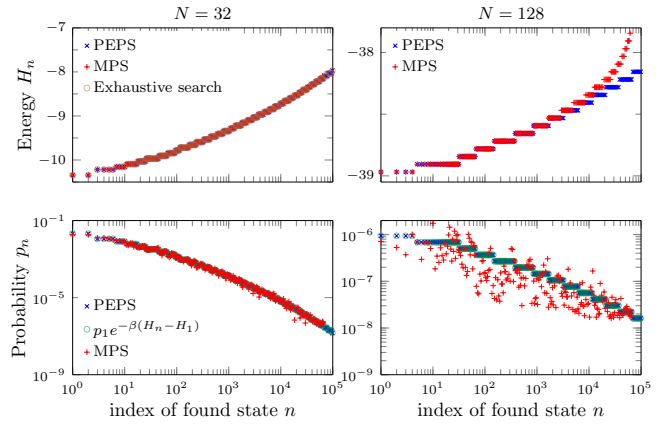 N = 32
N = 128
Energy H_n
−7
−8
−9
−10
PEPS
MPS
Exhaustive search
−38
−39
PEPS
MPS
Probability p_n
10^−1
10^−5
10^−9
PEPS
p_1e^−β(H_n−H_1)
MPS
10^0 10^1 10^2 10^3 10^4 10^5
index of found state n
10^−6
10^−7
10^−8
10^−9
10^0 10^1 10^2 10^3 10^4 10^5
index of found state n